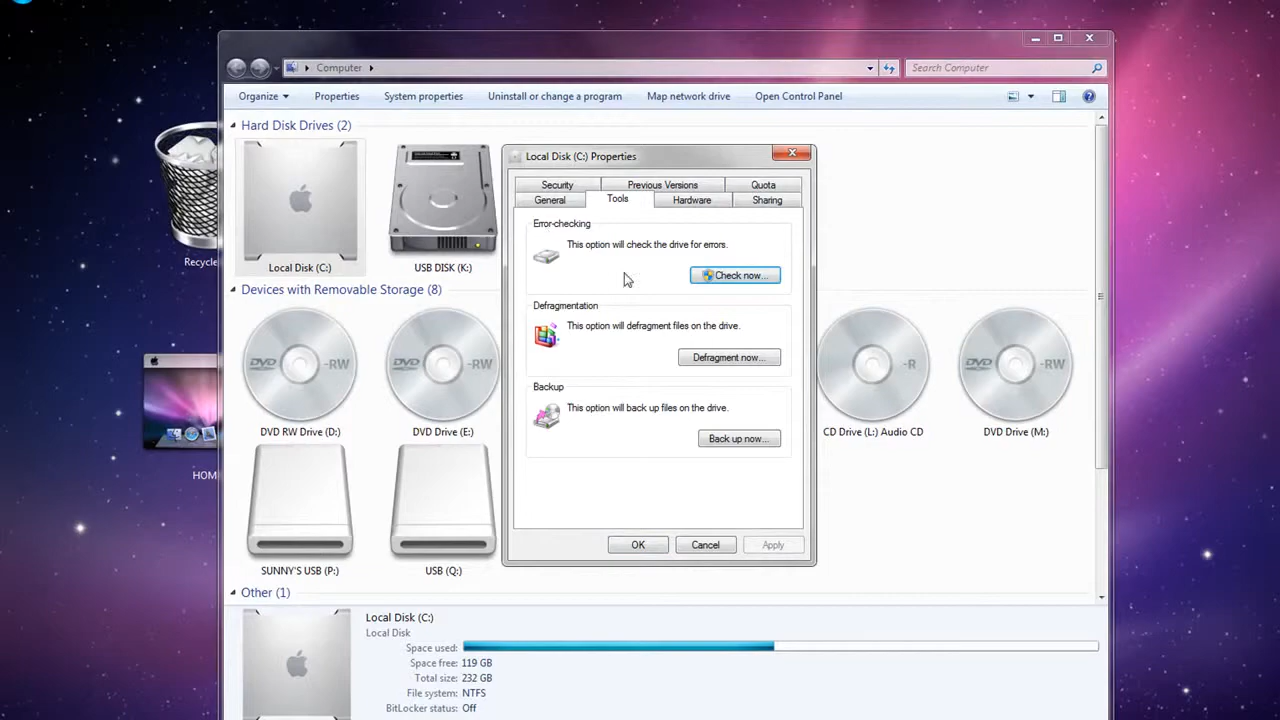 Computer
Search Computer
Organize Properties System properties Uninstall or change a program Map network drive Open Control Panel
Hard Disk Drives (2)
Local Disk (C:)
USB DISK (K:)
Recycle
Devices with Removable Storage (8)
DVD -RW
DVD RW Drive (D:)
DVD -RW
DVD Drive (E:)
-R
CD Drive (L:) Audio CD
DVD -RW
DVD Drive (M:)
HOM
SUNNY'S USB (P:)
USB (Q:)
Other (1)
Local Disk (C:)
Local Disk
Space used:
Space free: 119 GB
Total size: 232 GB
File system: NTFS
BitLocker status: Off
Local Disk (C:) Properties
Security Previous Versions Quota
General Tools Hardware Sharing
Error-checking
This option will check the drive for errors.
Check now...
Defragmentation
This option will defragment files on the drive.
Defragment now...
Backup
This option will back up files on the drive.
Back up now...
OK Cancel Apply